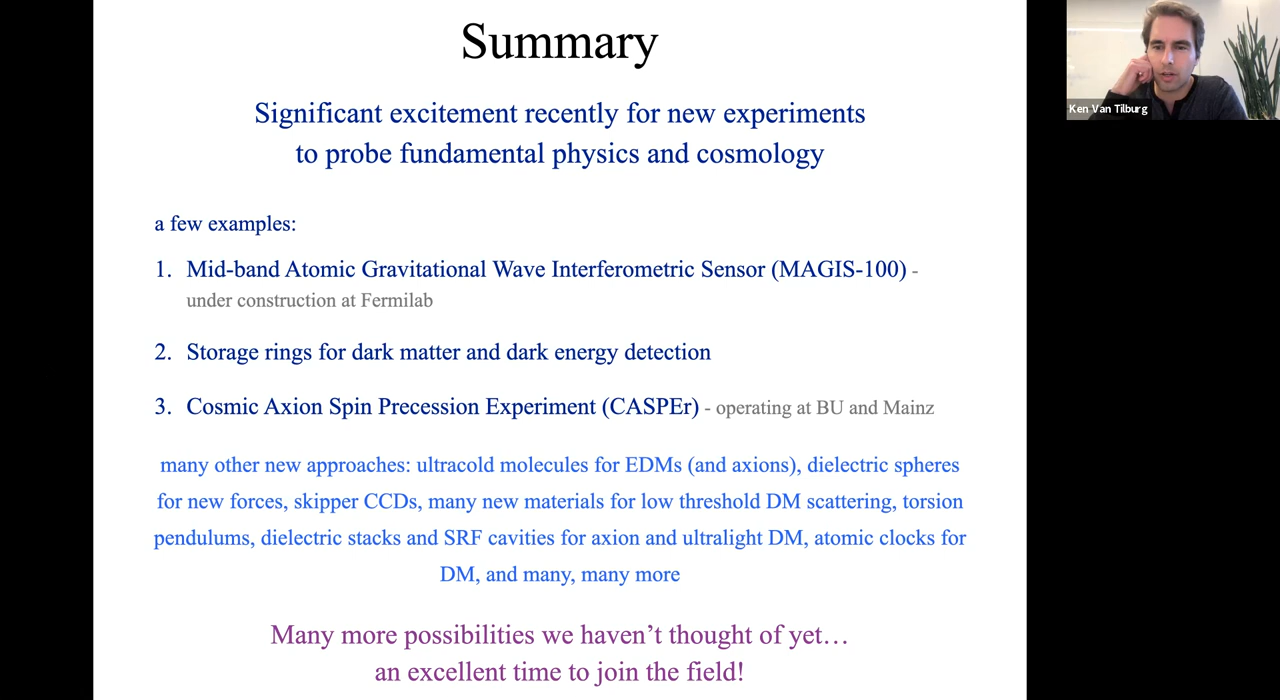 Summary
Significant excitement recently for new experiments
to probe fundamental physics and cosmology
a few examples:
1. Mid-band Atomic Gravitational Wave Interferometric Sensor (MAGIS-100) -
under construction at Fermilab
2. Storage rings for dark matter and dark energy detection
3. Cosmic Axion Spin Precession Experiment (CASPEr) - operating at BU and Mainz
many other new approaches: ultracold molecules for EDMs (and axions), dielectric spheres
for new forces, skipper CCDs, many new materials for low threshold DM scattering, torsion
pendulums, dielectric stacks and SRF cavities for axion and ultralight DM, atomic clocks for
DM, and many, many more
Many more possibilities we haven’t thought of yet…
an excellent time to join the field!
Ken Van Tilburg